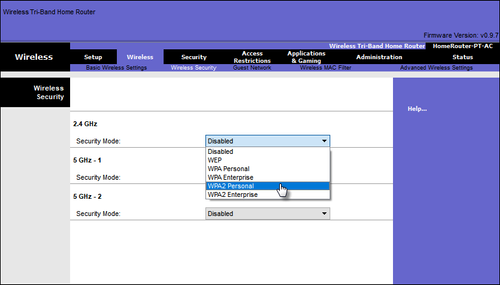 Wireless Tri-Band Home Router
Firmware Version: v0.9.7
Wireless Tri-Band Home Router HomeRouter-PT-AC
Wireless Setup Wireless Security Access Restrictions Applications & Gaming Administration Status
Basic Wireless Settings Wireless Security Guest Network Wireless MAC Filter Advanced Wireless Settings
Wireless Security
Help...
2.4 GHz
Security Mode: Disabled
Disabled
WEP
5 GHz - 1
WPA Personal
Security Mode:
WPA Enterprise
WPA2 Personal
WPA2 Enterprise
5 GHz - 2
Security Mode: Disabled